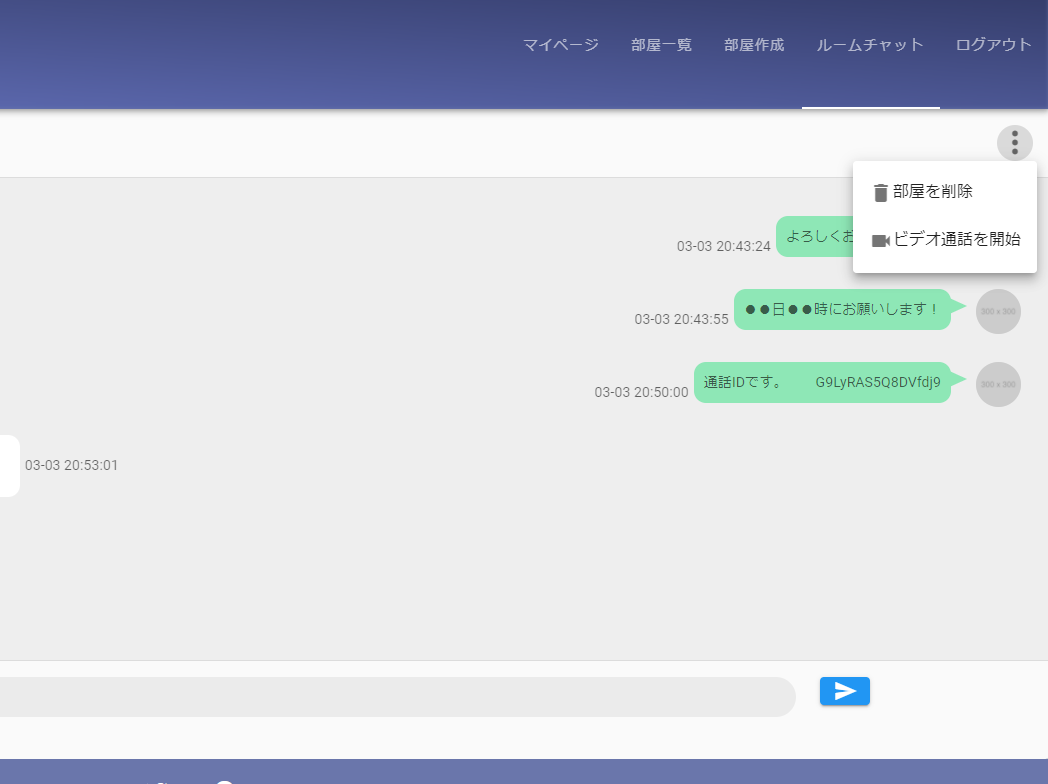 マイページ 部屋一覧 部屋作成 ルームチャット ログアウト
部屋を削除
ビデオ通話を開始
03-03 20:43:24 よろしくお
03-03 20:43:55 ●●日●●時にお願いします！ 300 x 300
03-03 20:50:00 通話IDです。 G9LyRAS5Q8DVfdj9 300 x 300
03-03 20:53:01